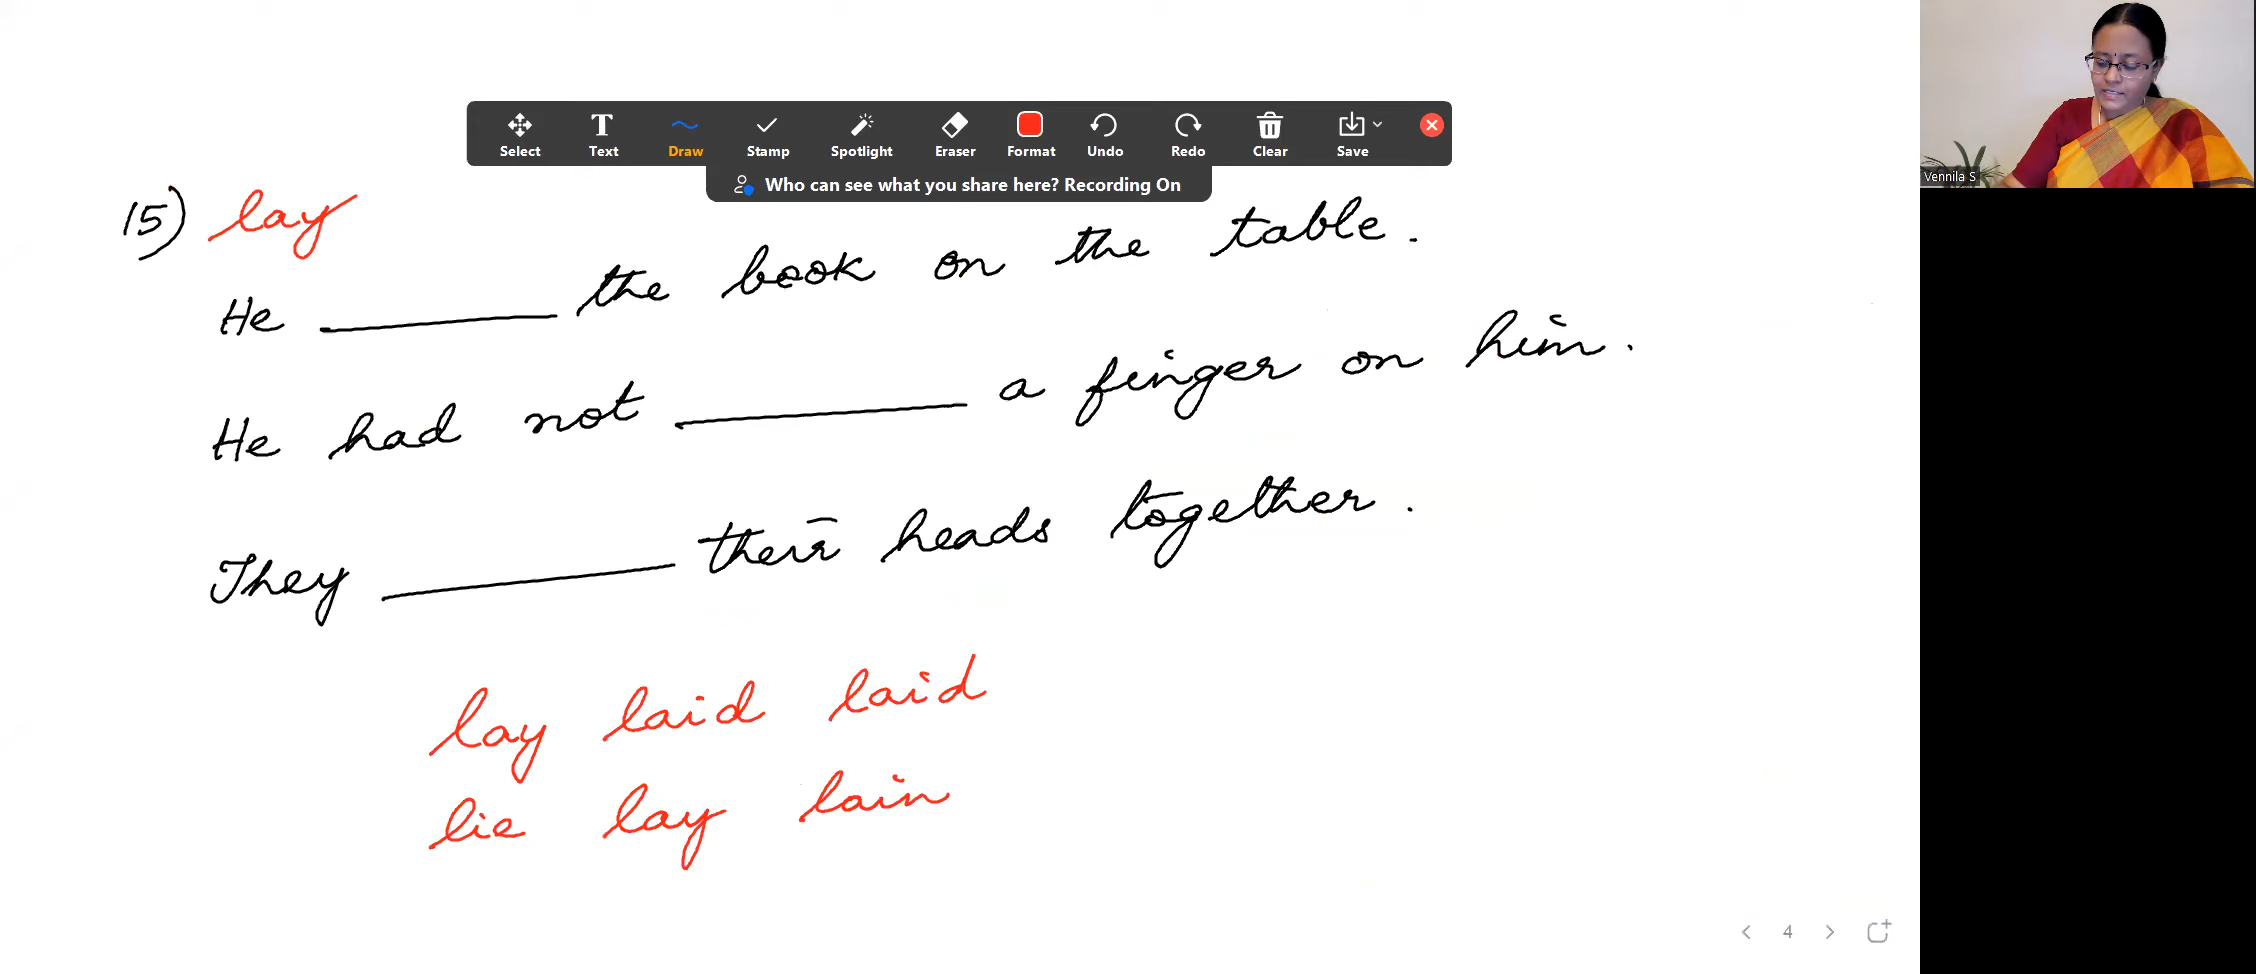 Select Text Draw Stamp Spotlight Eraser Format Undo Redo Clear Save
Who can see what you share here? Recording On
Vennila S
15) lay
He ______ the book on the table.
He had not ______ a finger on him.
They ______ their heads together.
lay laid laid
lie lay lain
4